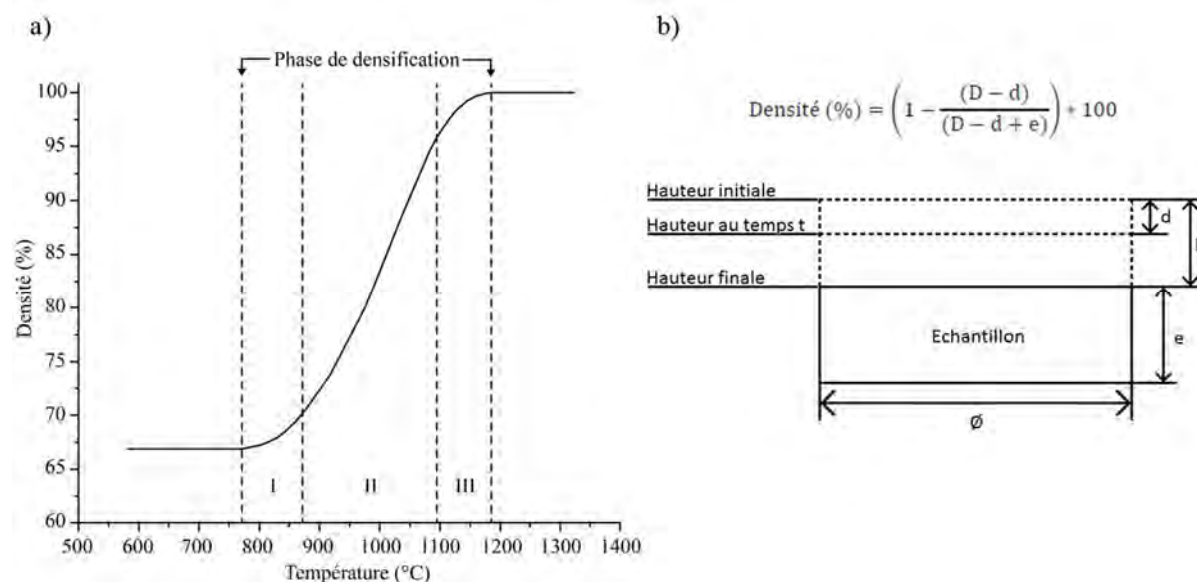 a)
Phase de densification
100
95
90
85
80
75
70
65
60
Densité (%)
I
II
III
500
600
700
800
900
1000
1100
1200
1300
1400
Température (°C)
b)
Densité (%) = (1 − (D − d) / (D − d + e)) * 100
Hauteur initiale
d
Hauteur au temps t
Hauteur finale
Echantillon
e
Ø